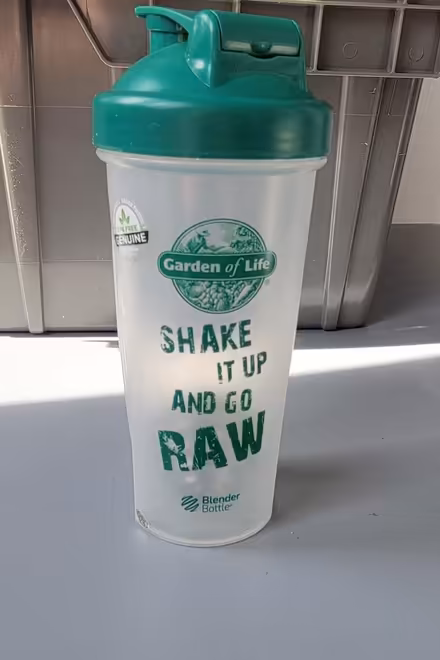 GENUINE
Garden of Life
SHAKE
IT UP
AND GO
RAW
Blender
Bottle®